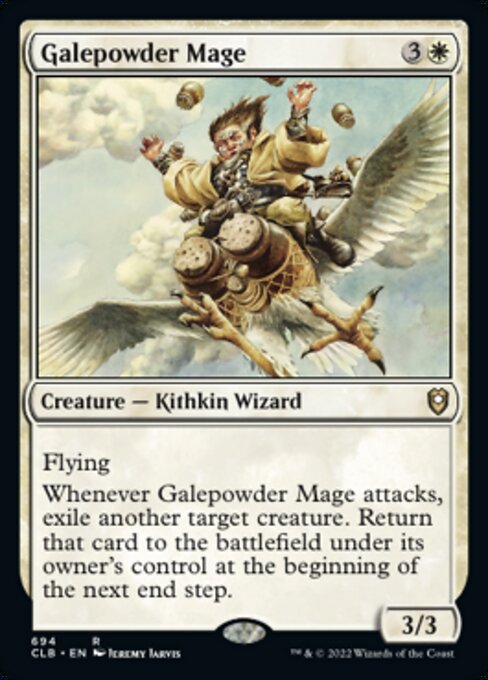 Galepowder Mage 3
Creature — Kithkin Wizard
Flying
Whenever Galepowder Mage attacks,
exile another target creature. Return
that card to the battlefield under its
owner's control at the beginning of
the next end step.
3/3
694 R
CLB • EN Jeremy Jarvis
™ & © 2022 Wizards of the Coast